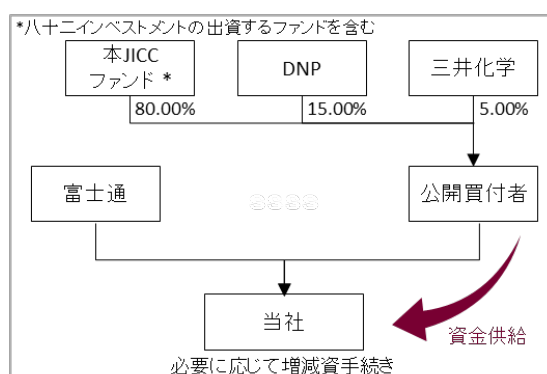 *八十二インベストメントの出資するファンドを含む
本JICC
ファンド *
DNP
三井化学
80.00%
15.00%
5.00%
富士通
公開買付者
当社
資金供給
必要に応じて増減資手続き